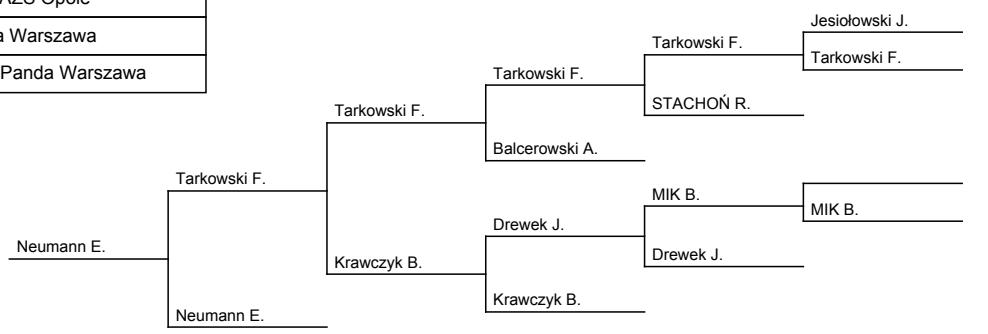 AZS Opole
a Warszawa
Panda Warszawa
Jesiołowski J.
Tarkowski F.
Tarkowski F.
Tarkowski F.
STACHOŃ R.
Tarkowski F.
Balcerowski A.
Tarkowski F.
MIK B.
MIK B.
Drewek J.
Neumann E.
Drewek J.
Krawczyk B.
Krawczyk B.
Neumann E.